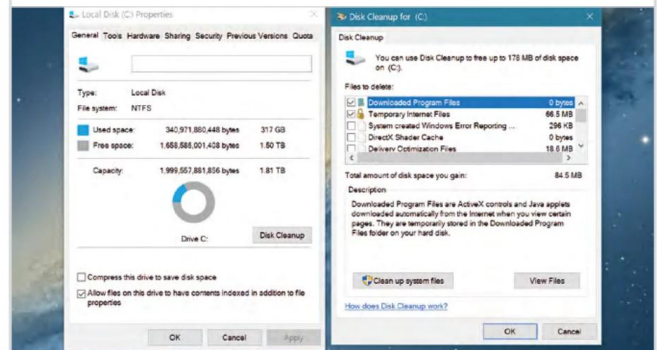 Local Disk (C) Properties
General Tools Hardware Sharing Security Previous Versions Quota
Type: Local Disk
File system: NTFS
Used space: 340,971,880,448 bytes 317 GB
Free space: 1,658,586,001,408 bytes 1.50 TB
Capacity: 1,999,557,881,856 bytes 1.81 TB
Drive C:
Disk Cleanup
Compress this drive to save disk space
Allow files on this drive to have contents indexed in addition to file
properties
OK Cancel Apply
Disk Cleanup for (C:)
Disk Cleanup
You can use Disk Cleanup to free up to 178 MB of disk space
on (C:).
Files to delete:
Downloaded Program Files 0 bytes
Temporary Internet Files 66.5 MB
System created Windows Error Reporting ... 296 KB
DirectX Shader Cache 0 bytes
Delivery Optimization Files 18.6 MB
Total amount of disk space you gain: 84.5 MB
Description
Downloaded Program Files are ActiveX controls and Java applets
downloaded automatically from the Internet when you view certain
pages. They are temporarily stored in the Downloaded Program
Files folder on your hard disk.
Clean up system files View Files
How does Disk Cleanup work?
OK Cancel